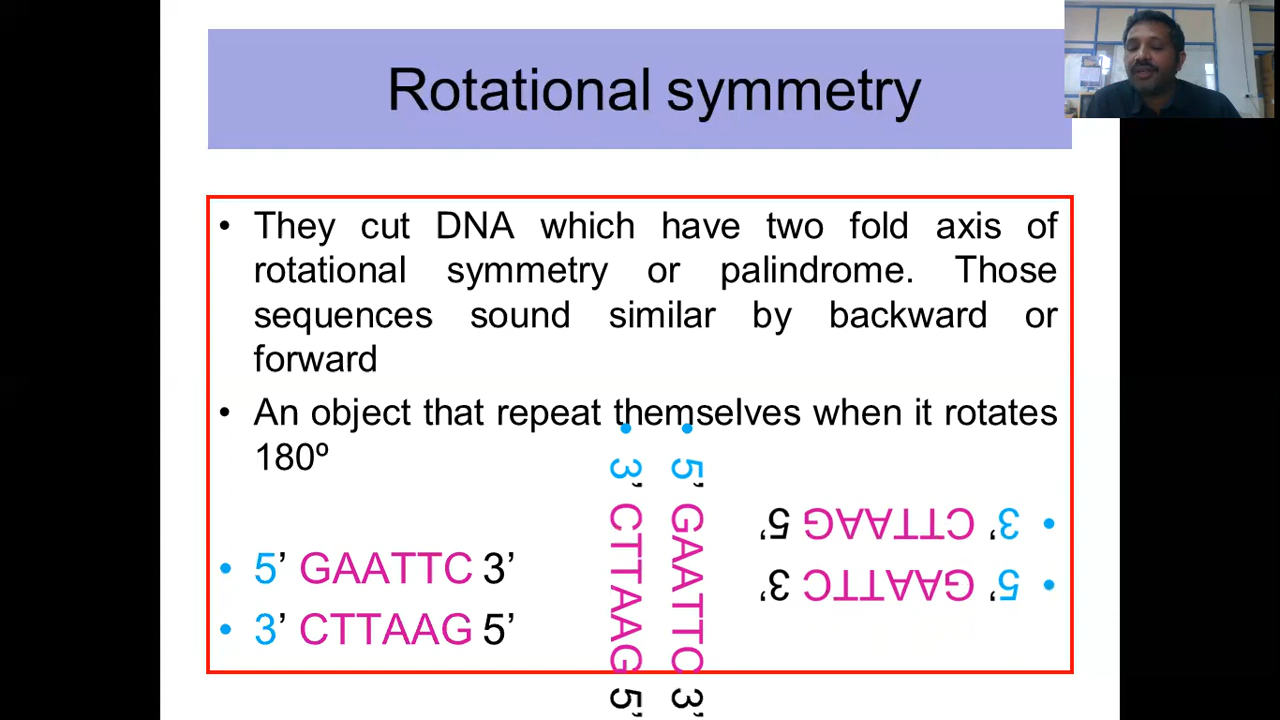 Rotational symmetry
• They cut DNA which have two fold axis of
rotational symmetry or palindrome. Those
sequences sound similar by backward or
forward
• An object that repeat themselves when it rotates
180º
• 5’ GAATTC 3’
• 3’ CTTAAG 5’
• 3’ CTTAAG 5’
• 5’ GAATTC 3’
• 3’ CTTAAG 5’
• 5’ GAATTC 3’